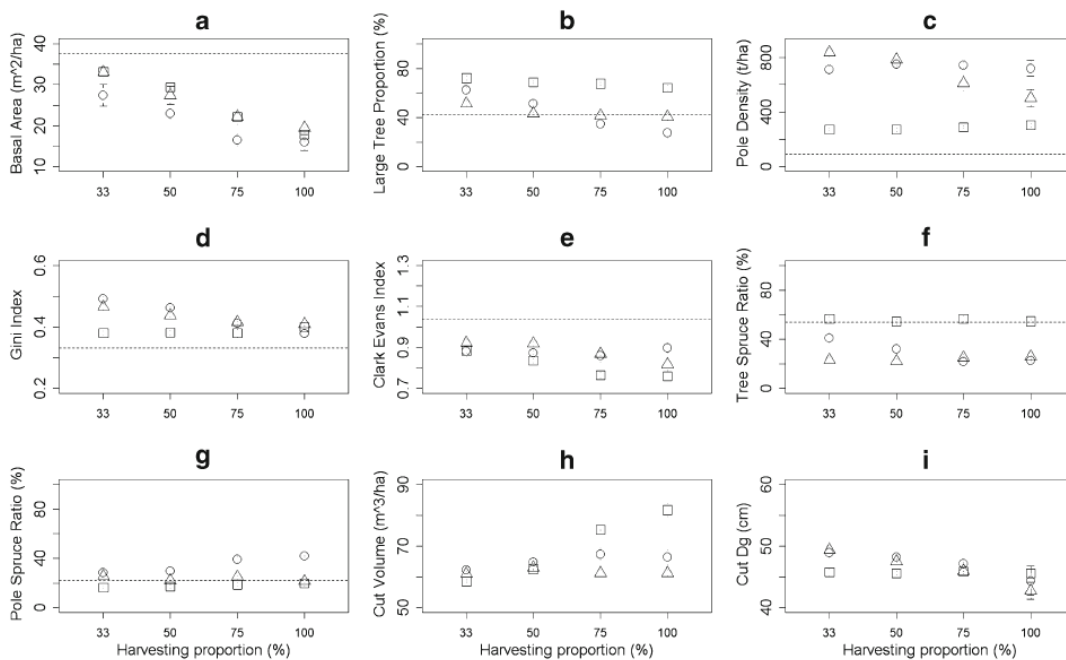 a
b
c
Basal Area (m^2/ha)
10 20 30 40
33 50 75 100
Large Tree Proportion (%)
0 40 80
33 50 75 100
Pole Density (t/ha)
0 400 800
33 50 75 100
d
e
f
Gini Index
0.2 0.4 0.6
33 50 75 100
Clark Evans Index
0.7 0.9 1.1 1.3
33 50 75 100
Tree Spruce Ratio (%)
0 40 80
33 50 75 100
g
h
i
Pole Spruce Ratio (%)
0 40 80
33 50 75 100
Harvesting proportion (%)
Cut Volume (m^3/ha)
50 70 90
33 50 75 100
Harvesting proportion (%)
Cut Dg (cm)
40 50 60
33 50 75 100
Harvesting proportion (%)